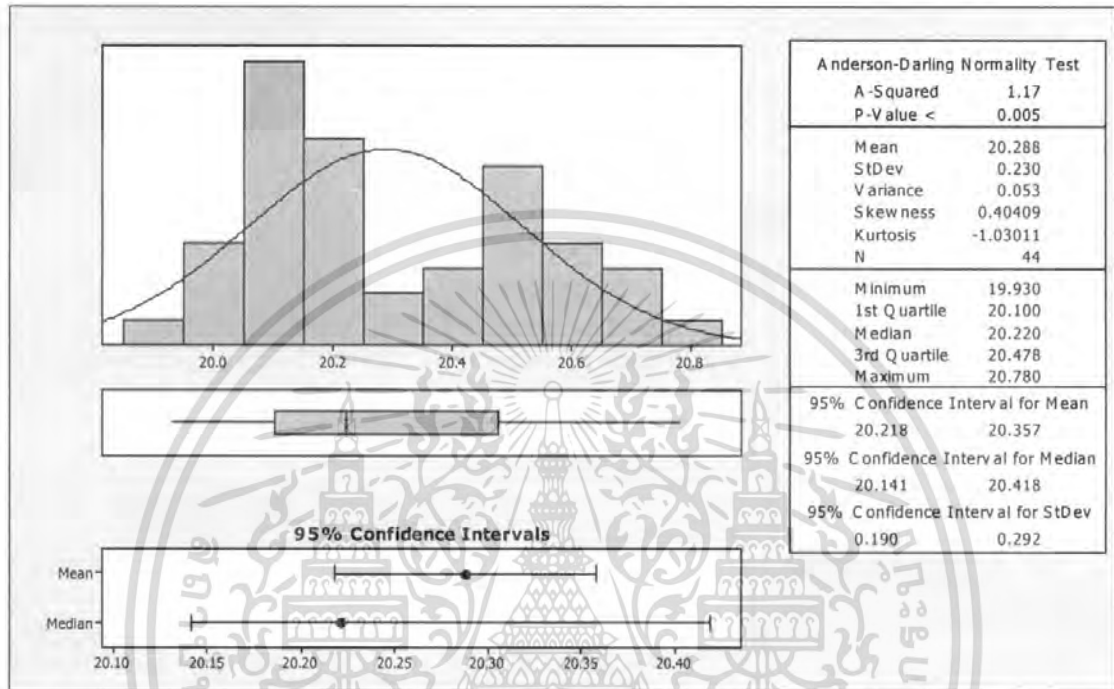 20.0 20.2 20.4 20.6 20.8
95% Confidence Intervals
Mean
Median
20.10 20.15 20.20 20.25 20.30 20.35 20.40
Anderson-Darling Normality Test
A-Squared 1.17
P-Value < 0.005
Mean 20.288
StDev 0.230
Variance 0.053
Skewness 0.40409
Kurtosis -1.03011
N 44
Minimum 19.930
1st Quartile 20.100
Median 20.220
3rd Quartile 20.478
Maximum 20.780
95% Confidence Interval for Mean
20.218 20.357
95% Confidence Interval for Median
20.141 20.418
95% Confidence Interval for StDev
0.190 0.292